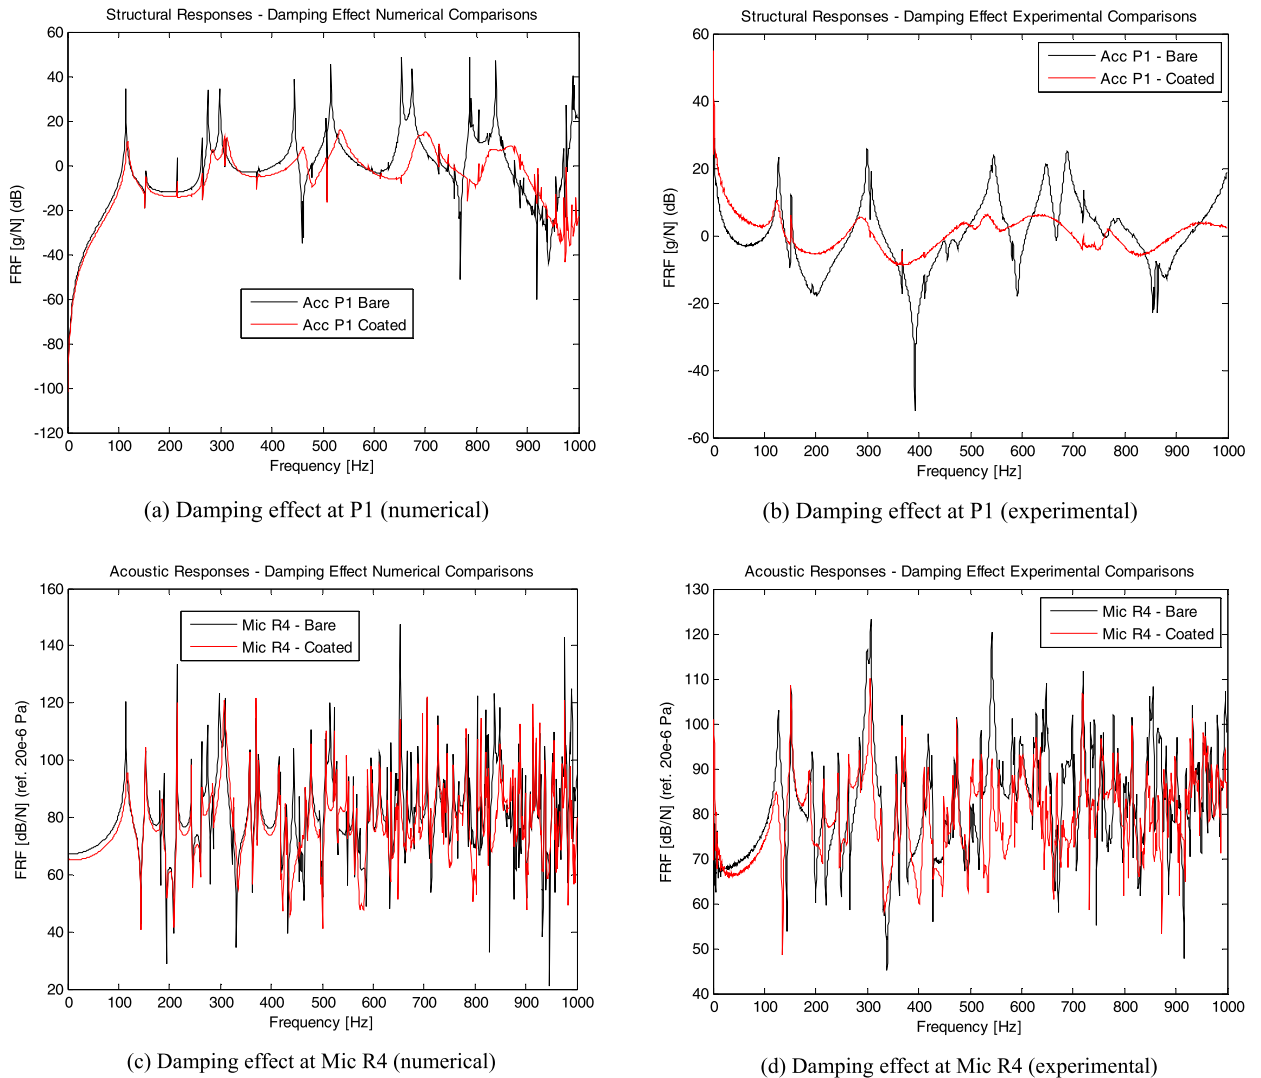 Structural Responses - Damping Effect Numerical Comparisons
60
40
20
0
-20
-40
-60
-80
-100
-120
FRF [g/N] (dB)
Acc P1 Bare
Acc P1 Coated
0 100 200 300 400 500 600 700 800 900 1000
Frequency [Hz]
(a) Damping effect at P1 (numerical)
Structural Responses - Damping Effect Experimental Comparisons
60
40
20
0
-20
-40
-60
FRF [g/N] (dB)
Acc P1 - Bare
Acc P1 - Coated
0 100 200 300 400 500 600 700 800 900 1000
Frequency [Hz]
(b) Damping effect at P1 (experimental)
Acoustic Responses - Damping Effect Numerical Comparisons
160
140
120
100
80
60
40
20
FRF [dB/N] (ref. 20e-6 Pa)
Mic R4 - Bare
Mic R4 - Coated
0 100 200 300 400 500 600 700 800 900 1000
Frequency [Hz]
(c) Damping effect at Mic R4 (numerical)
Acoustic Responses - Damping Effect Experimental Comparisons
130
120
110
100
90
80
70
60
50
40
FRF [dB/N] (ref. 20e-6 Pa)
Mic R4 - Bare
Mic R4 - Coated
0 100 200 300 400 500 600 700 800 900 1000
Frequency [Hz]
(d) Damping effect at Mic R4 (experimental)